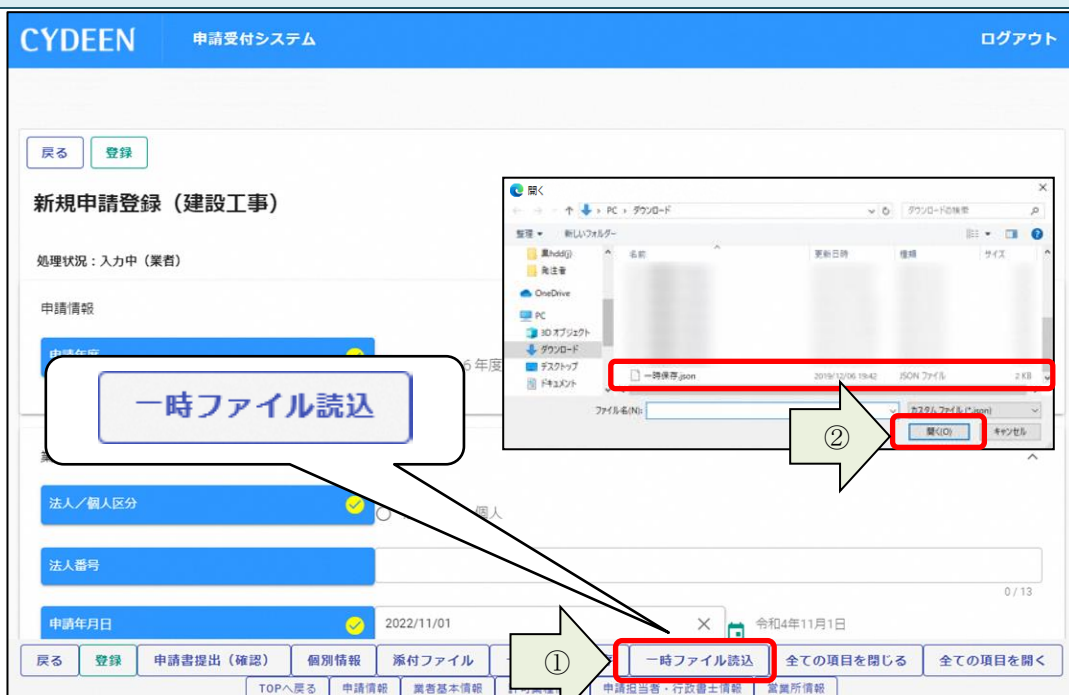 CYDEEN 申請受付システム ログアウト
戻る 登録
新規申請登録（建設工事）
処理状況：入力中（業者）
申請情報
申請年度
年度
一時ファイル読込
開く
PC › ダウンロード
ダウンロードの検索
整理 新しいフォルダー
発注者
OneDrive
PC
3D オブジェクト
ダウンロード
デスクトップ
ドキュメント
名前 更新日時 種類 サイズ
一時保存.json 2019/12/06 19:42 JSON ファイル 2 KB
ファイル名(N): カスタム ファイル (*.json)
開く(O) キャンセル
②
法人／個人区分
個人
法人番号
0 / 13
申請年月日 2022/11/01 令和4年11月1日
①
戻る 登録 申請書提出（確認） 個別情報 添付ファイル 一時ファイル読込 全ての項目を閉じる 全ての項目を開く
TOPへ戻る 申請情報 業者基本情報 申請担当者・行政書士情報 営業所情報